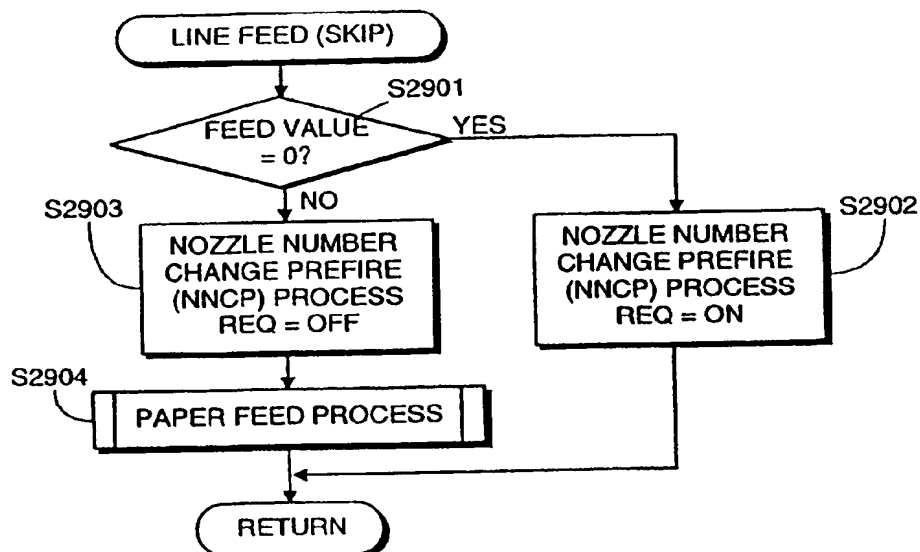 LINE FEED (SKIP)
S2901
FEED VALUE
= 0?
YES
NO
S2903
NOZZLE NUMBER
CHANGE PREFIRE
(NNCP) PROCESS
REQ = OFF
S2902
NOZZLE NUMBER
CHANGE PREFIRE
(NNCP) PROCESS
REQ = ON
S2904
PAPER FEED PROCESS
RETURN